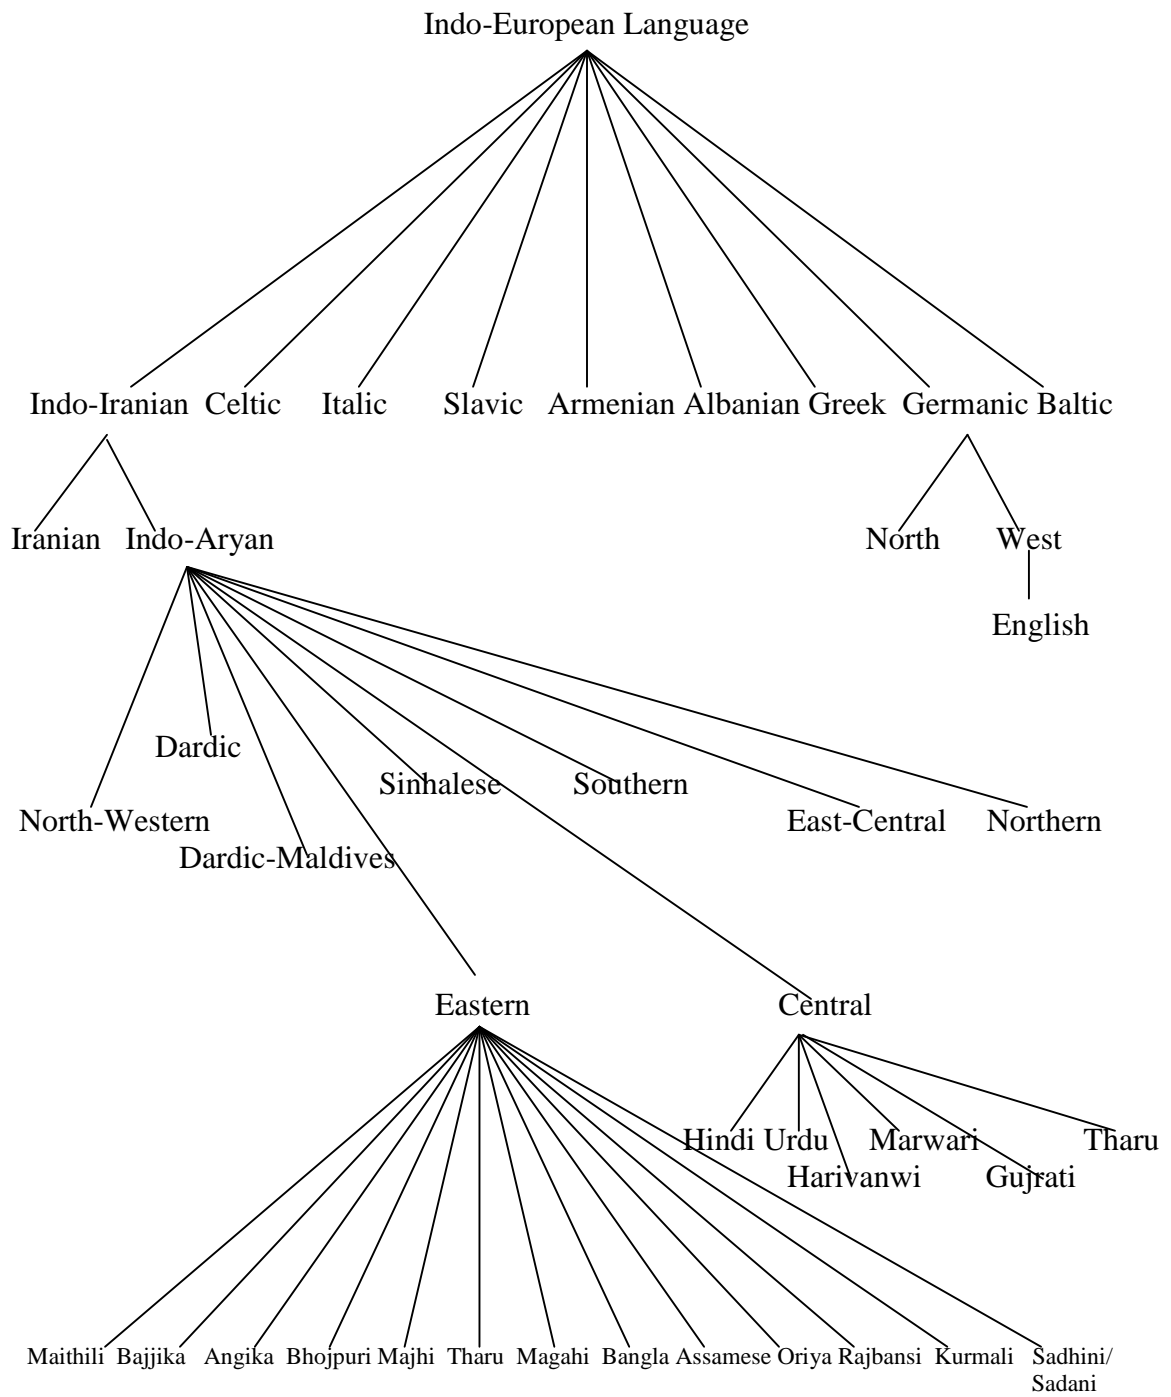 Indo-European Language
Indo-Iranian Celtic Italic Slavic Armenian Albanian Greek Germanic Baltic
Iranian Indo-Aryan North West
English
Dardic
Sinhalese Southern
North-Western East-Central Northern
Dardic-Maldives
Eastern Central
Hindi Urdu Marwari Tharu
Harivanwi Gujrati
Maithili Bajjika Angika Bhojpuri Majhi Tharu Magahi Bangla Assamese Oriya Rajbansi Kurmali Sadhini/
Sadani